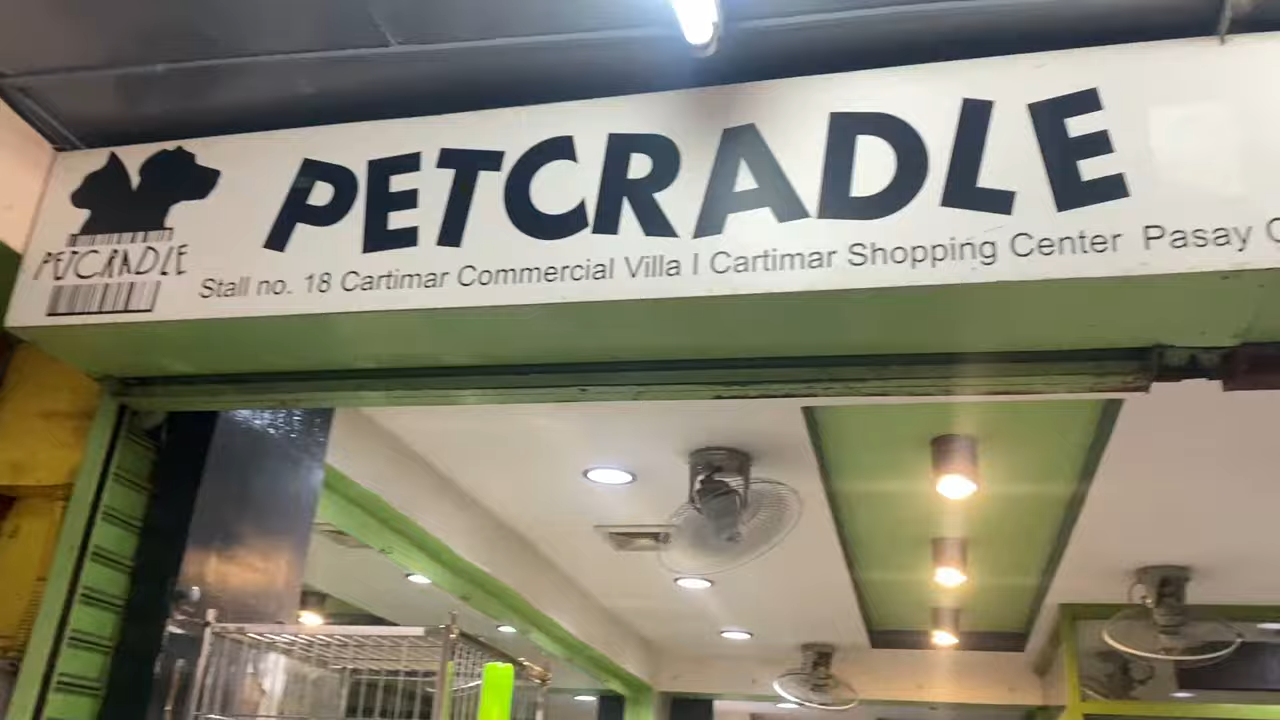 PETCRADLE
PETCRADLE
Stall no. 18 Cartimar Commercial Villa I Cartimar Shopping Center Pasay